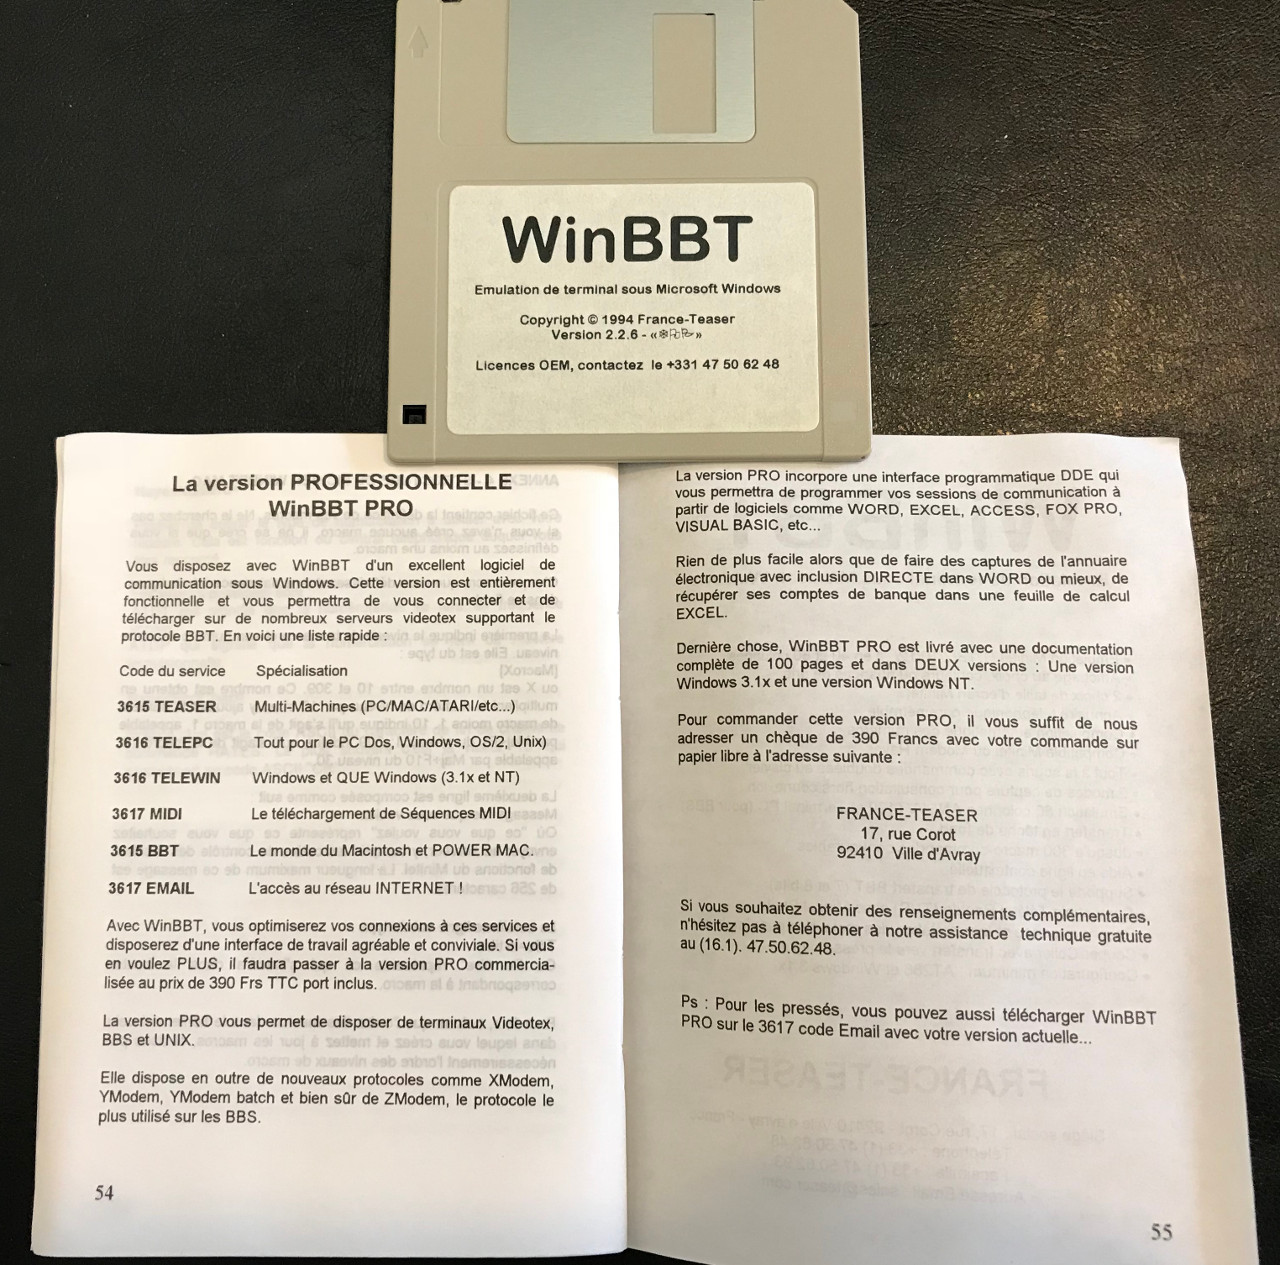 WinBBT
Emulation de terminal sous Microsoft Windows
Copyright © 1994 France-Teaser
Version 2.2.6 - « »
Licences OEM, contactez le +331 47 50 62 48
La version PROFESSIONNELLE
WinBBT PRO
Vous disposez avec WinBBT d'un excellent logiciel de
communication sous Windows. Cette version est entièrement
fonctionnelle et vous permettra de vous connecter et de
télécharger sur de nombreux serveurs videotex supportant le
protocole BBT. En voici une liste rapide :
Code du service Spécialisation
3615 TEASER Multi-Machines (PC/MAC/ATARI/etc...)
3616 TELEPC Tout pour le PC Dos, Windows, OS/2, Unix)
3616 TELEWIN Windows et QUE Windows (3.1x et NT)
3617 MIDI Le téléchargement de Séquences MIDI
3615 BBT Le monde du Macintosh et POWER MAC.
3617 EMAIL L'accès au réseau INTERNET !
Avec WinBBT, vous optimiserez vos connexions à ces services et
disposerez d'une interface de travail agréable et conviviale. Si vous
en voulez PLUS, il faudra passer à la version PRO commercia-
lisée au prix de 390 Frs TTC port inclus.
La version PRO vous permet de disposer de terminaux Videotex,
BBS et UNIX.
Elle dispose en outre de nouveaux protocoles comme XModem,
YModem, YModem batch et bien sûr de ZModem, le protocole le
plus utilisé sur les BBS.
54
La version PRO incorpore une interface programmatique DDE qui
vous permettra de programmer vos sessions de communication à
partir de logiciels comme WORD, EXCEL, ACCESS, FOX PRO,
VISUAL BASIC, etc...
Rien de plus facile alors que de faire des captures de l'annuaire
électronique avec inclusion DIRECTE dans WORD ou mieux, de
récupérer ses comptes de banque dans une feuille de calcul
EXCEL.
Dernière chose, WinBBT PRO est livré avec une documentation
complète de 100 pages et dans DEUX versions : Une version
Windows 3.1x et une version Windows NT.
Pour commander cette version PRO, il vous suffit de nous
adresser un chèque de 390 Francs avec votre commande sur
papier libre à l'adresse suivante :
FRANCE-TEASER
17, rue Corot
92410 Ville d'Avray
Si vous souhaitez obtenir des renseignements complémentaires,
n'hésitez pas à téléphoner à notre assistance technique gratuite
au (16.1). 47.50.62.48.
Ps : Pour les pressés, vous pouvez aussi télécharger WinBBT
PRO sur le 3617 code Email avec votre version actuelle...
55